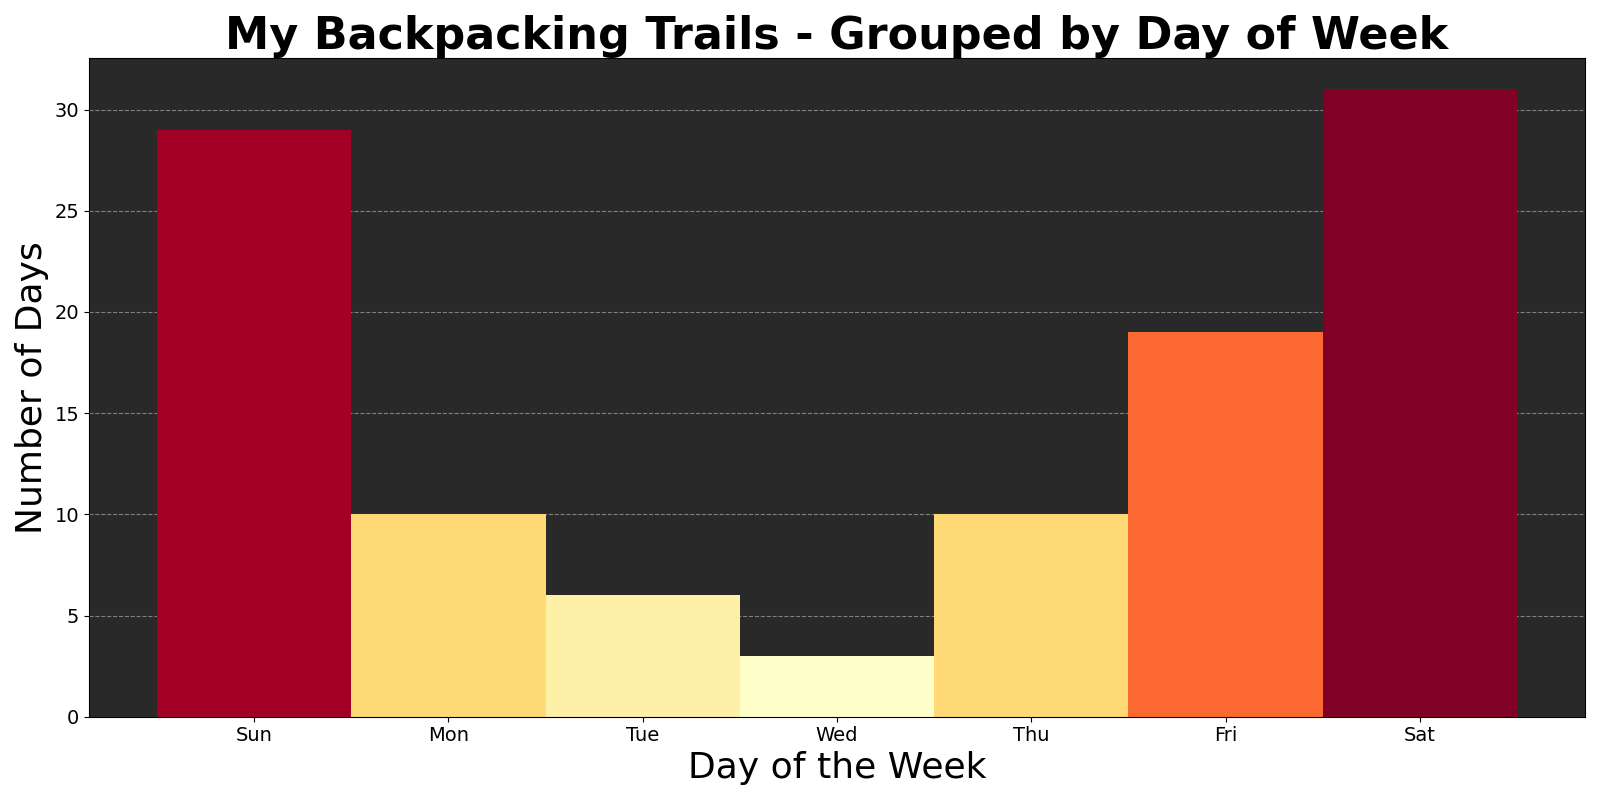 My Backpacking Trails - Grouped by Day of Week
Number of Days
30
25
20
15
10
5
0
Sun Mon Tue Wed Thu Fri Sat
Day of the Week